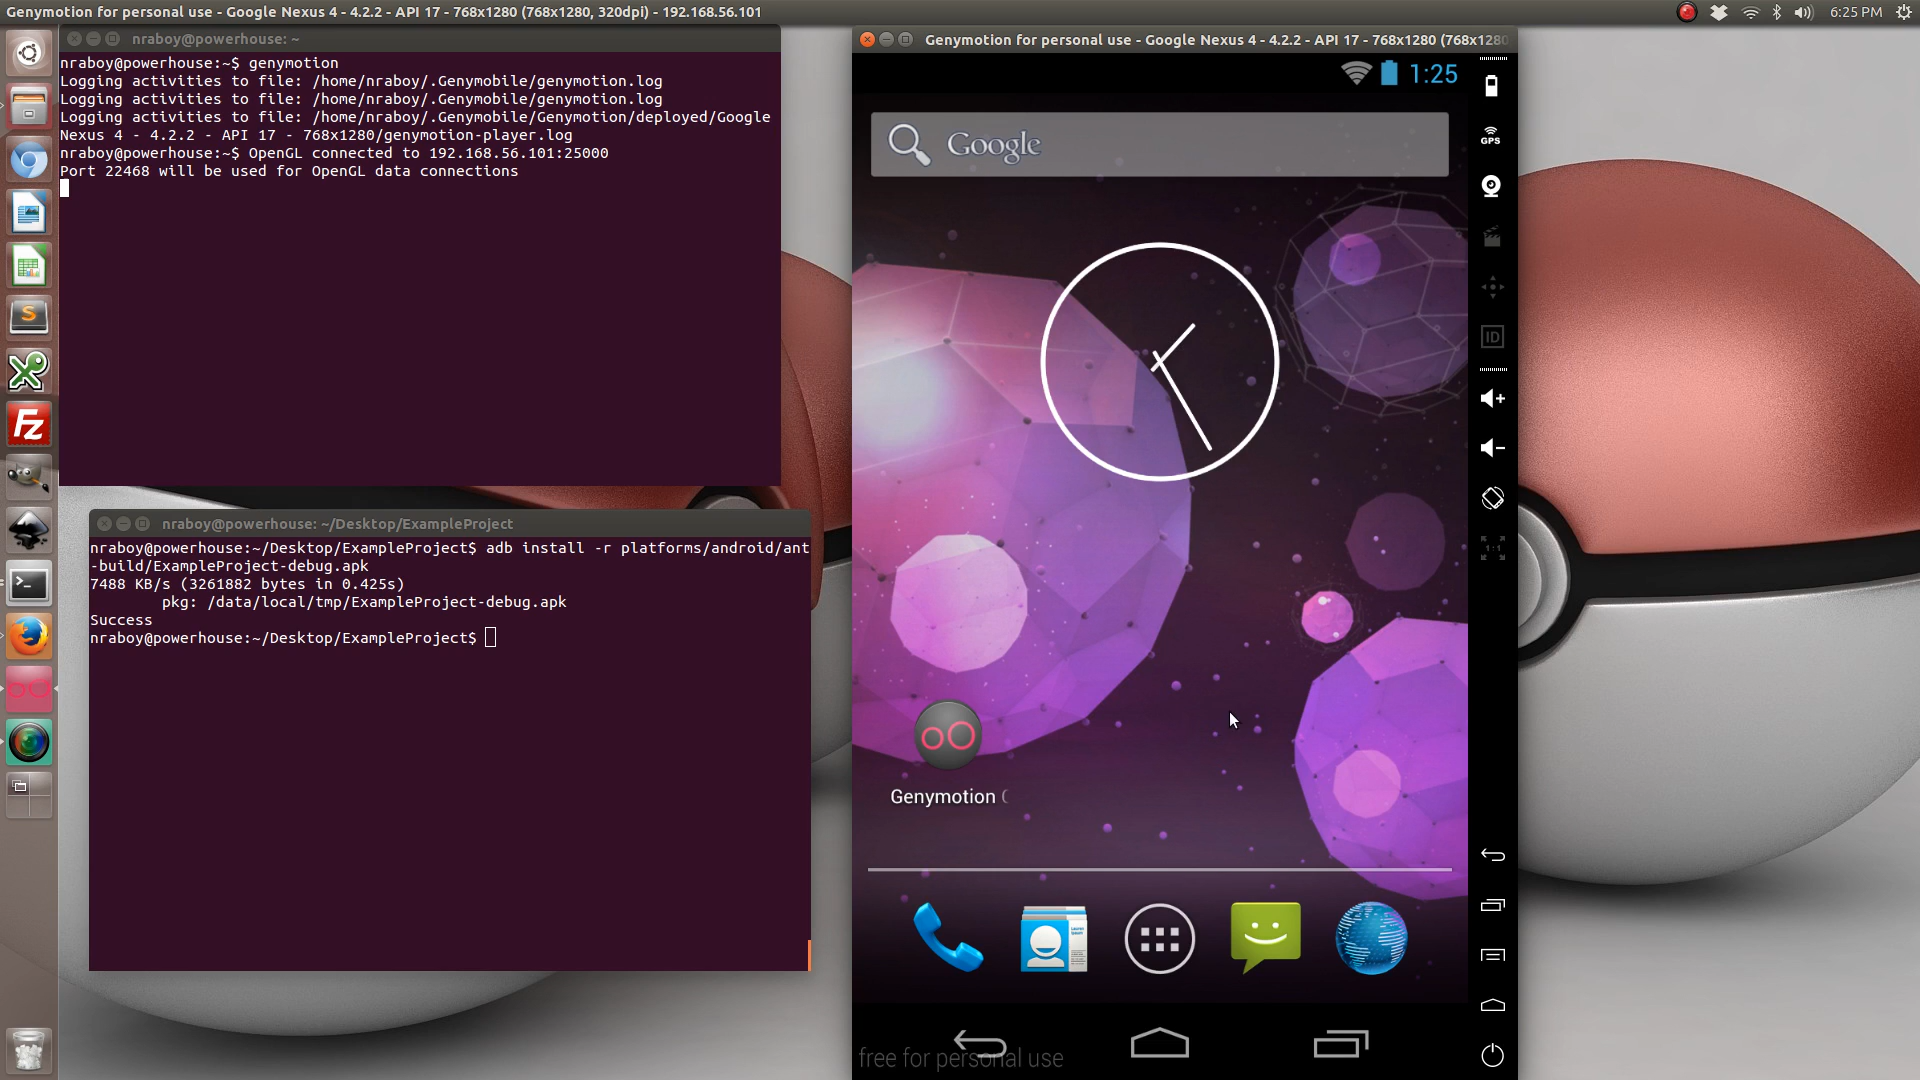 Genymotion for personal use - Google Nexus 4 - 4.2.2 - API 17 - 768x1280 (768x1280, 320dpi) - 192.168.56.101
6:25 PM
nraboy@powerhouse: ~
nraboy@powerhouse:~$ genymotion
Logging activities to file: /home/nraboy/.Genymobile/genymotion.log
Logging activities to file: /home/nraboy/.Genymobile/genymotion.log
Logging activities to file: /home/nraboy/.Genymobile/Genymotion/deployed/Google
Nexus 4 - 4.2.2 - API 17 - 768x1280/genymotion-player.log
nraboy@powerhouse:~$ OpenGL connected to 192.168.56.101:25000
Port 22468 will be used for OpenGL data connections
nraboy@powerhouse: ~/Desktop/ExampleProject
nraboy@powerhouse:~/Desktop/ExampleProject$ adb install -r platforms/android/ant
-build/ExampleProject-debug.apk
7488 KB/s (3261882 bytes in 0.425s)
pkg: /data/local/tmp/ExampleProject-debug.apk
Success
nraboy@powerhouse:~/Desktop/ExampleProject$
Genymotion for personal use - Google Nexus 4 - 4.2.2 - API 17 - 768x1280 (768x1280
1:25
Google
Genymotion
free for personal use
GPS
ID
1:1
S
Fz